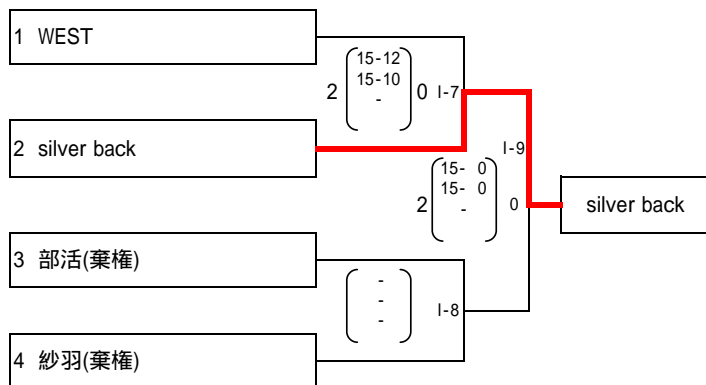 1 WEST
15-12
15-10
-
2 0 I-7
2 silver back
I-9
15- 0
15- 0
-
2 0
silver back
3 部活(棄権)
-
-
-
I-8
4 紗羽(棄権)